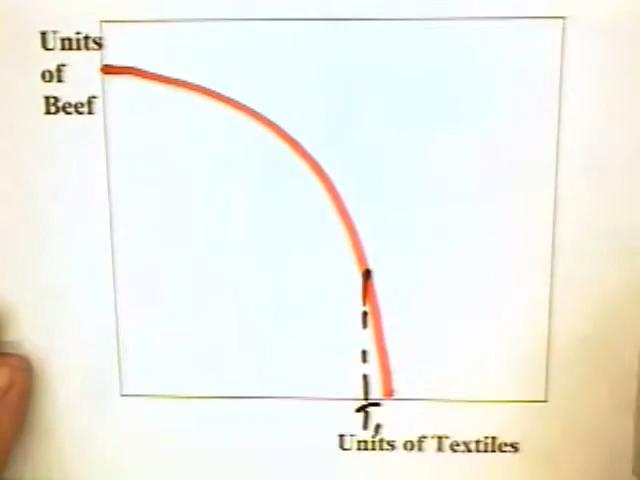 Units
of
Beef
T₁
Units of Textiles